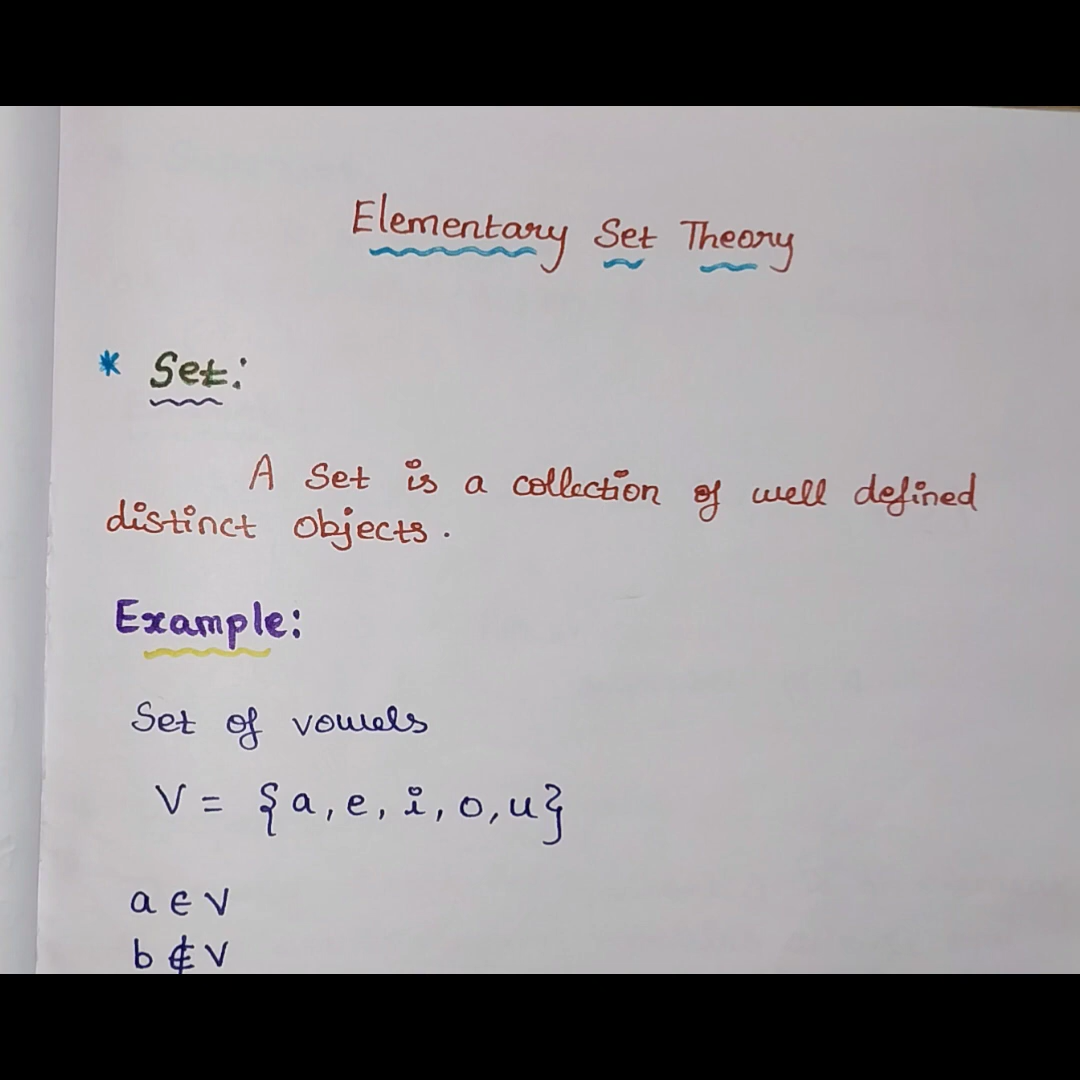 Elementary Set Theory
* Set:
A Set is a collection of well defined
distinct objects.
Example:
Set of vowels
V = {a, e, i, o, u}
a ∈ V
b ∉ V